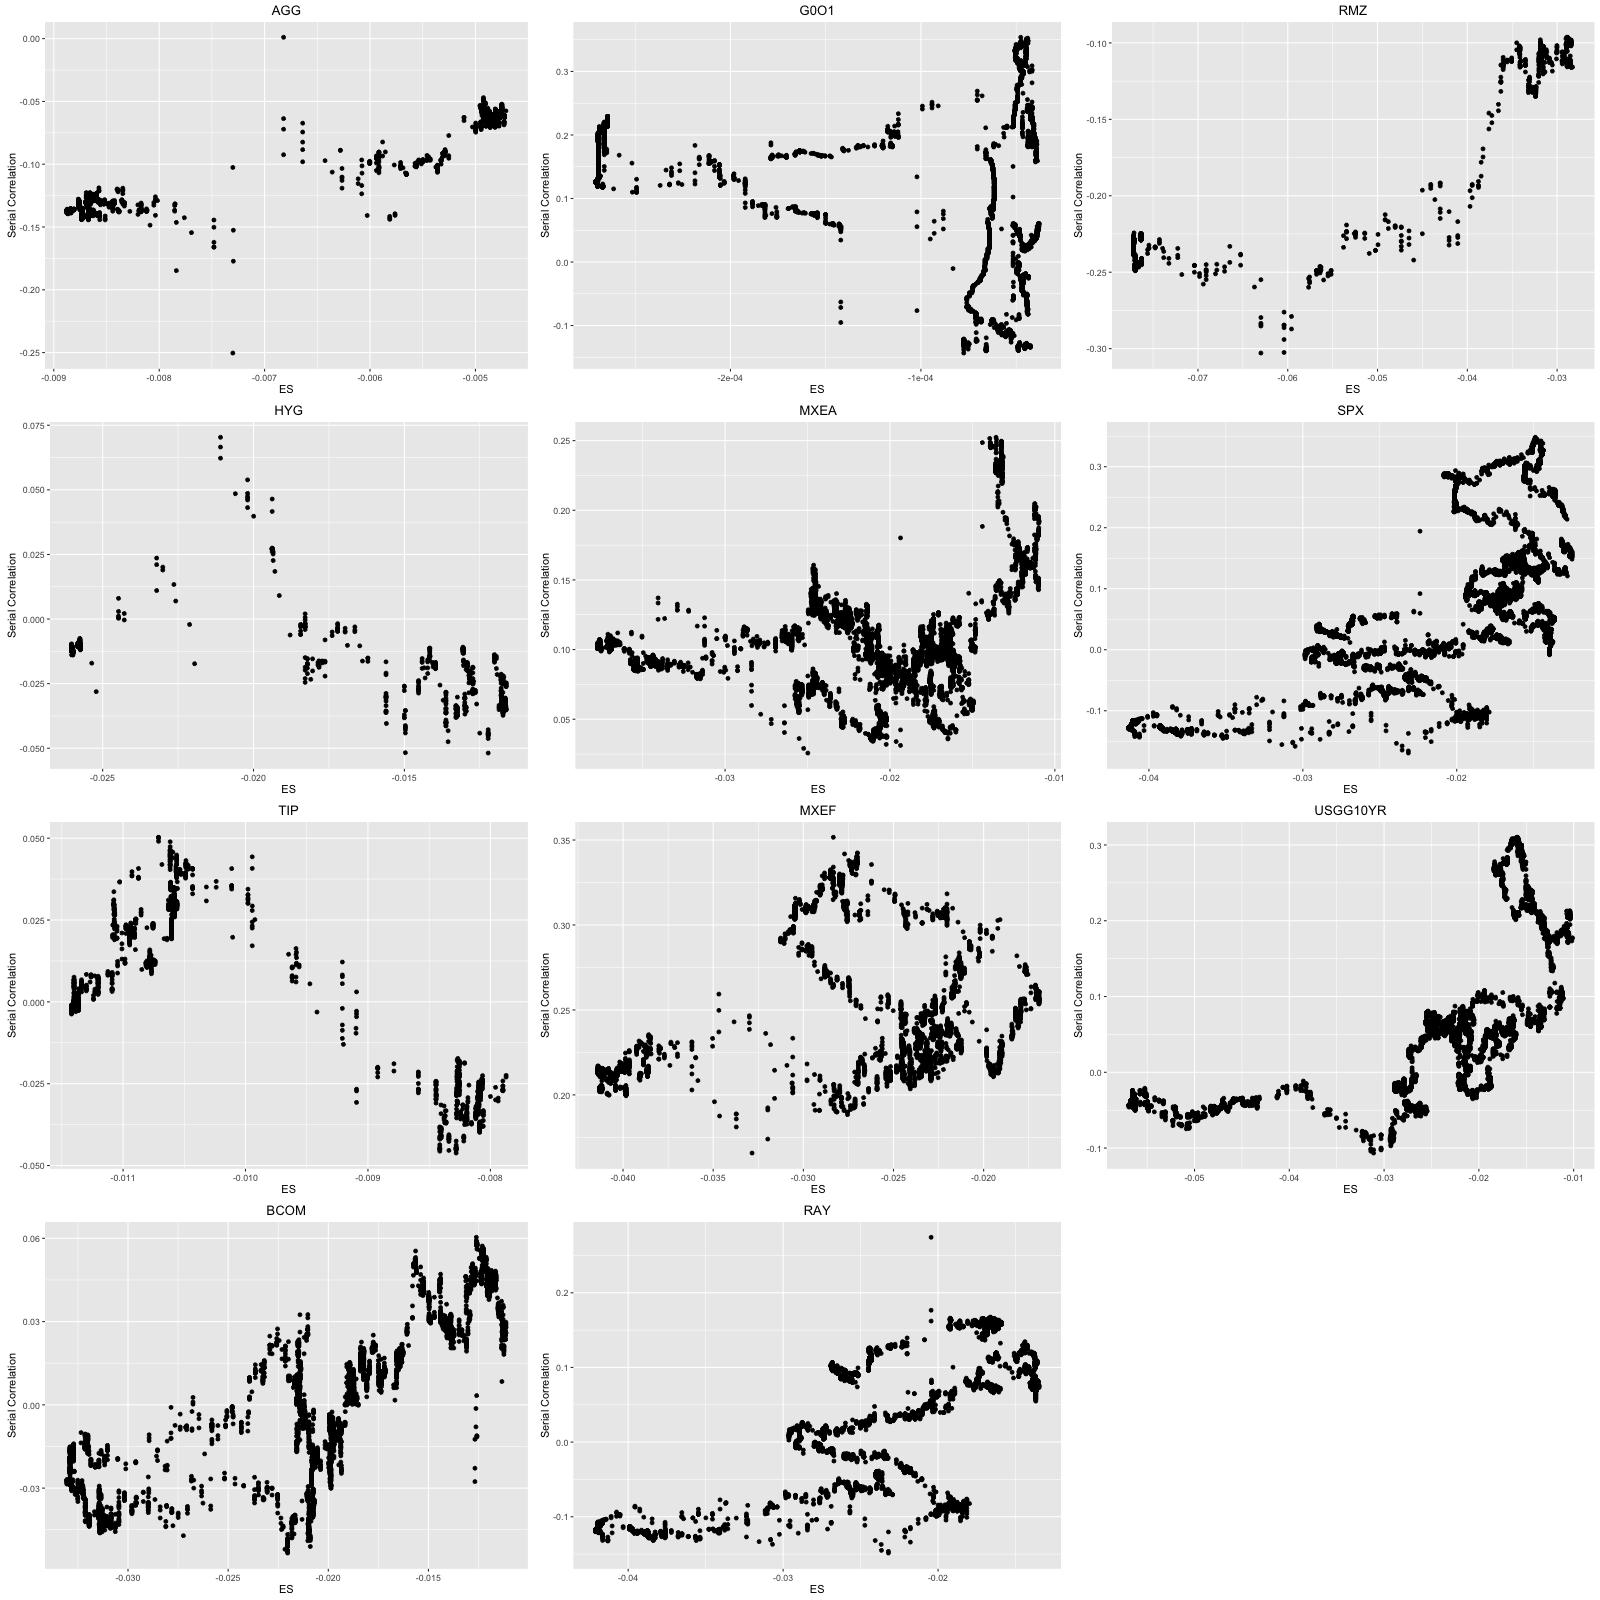 AGG
0.00
-0.05
-0.10
-0.15
-0.20
-0.25
Serial Correlation
-0.009 -0.008 -0.007 -0.006 -0.005
ES
G0O1
0.3
0.2
0.1
0.0
-0.1
Serial Correlation
-2e-04 -1e-04
ES
RMZ
-0.10
-0.15
-0.20
-0.25
-0.30
Serial Correlation
-0.07 -0.06 -0.05 -0.04 -0.03
ES
HYG
0.075
0.050
0.025
0.000
-0.025
-0.050
Serial Correlation
-0.025 -0.020 -0.015
ES
MXEA
0.25
0.20
0.15
0.10
0.05
Serial Correlation
-0.03 -0.02 -0.01
ES
SPX
0.3
0.2
0.1
0.0
-0.1
Serial Correlation
-0.04 -0.03 -0.02
ES
TIP
0.050
0.025
0.000
-0.025
-0.050
Serial Correlation
-0.011 -0.010 -0.009 -0.008
ES
MXEF
0.35
0.30
0.25
0.20
Serial Correlation
-0.040 -0.035 -0.030 -0.025 -0.020
ES
USGG10YR
0.3
0.2
0.1
0.0
-0.1
Serial Correlation
-0.05 -0.04 -0.03 -0.02 -0.01
ES
BCOM
0.06
0.03
0.00
-0.03
Serial Correlation
-0.030 -0.025 -0.020 -0.015
ES
RAY
0.2
0.1
0.0
-0.1
Serial Correlation
-0.04 -0.03 -0.02
ES